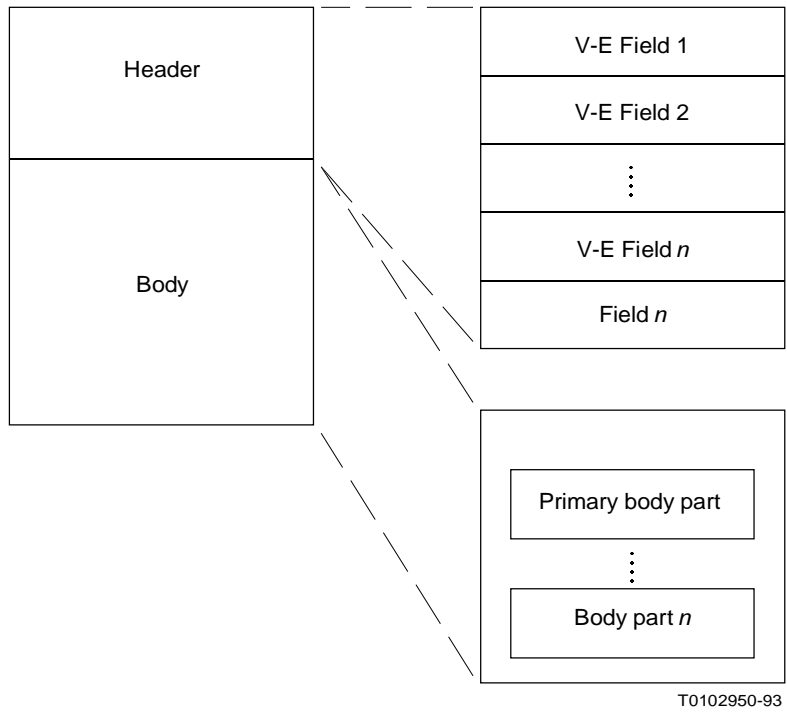 Header
Body
V-E Field 1
V-E Field 2
V-E Field n
Field n
Primary body part
Body part n
T0102950-93